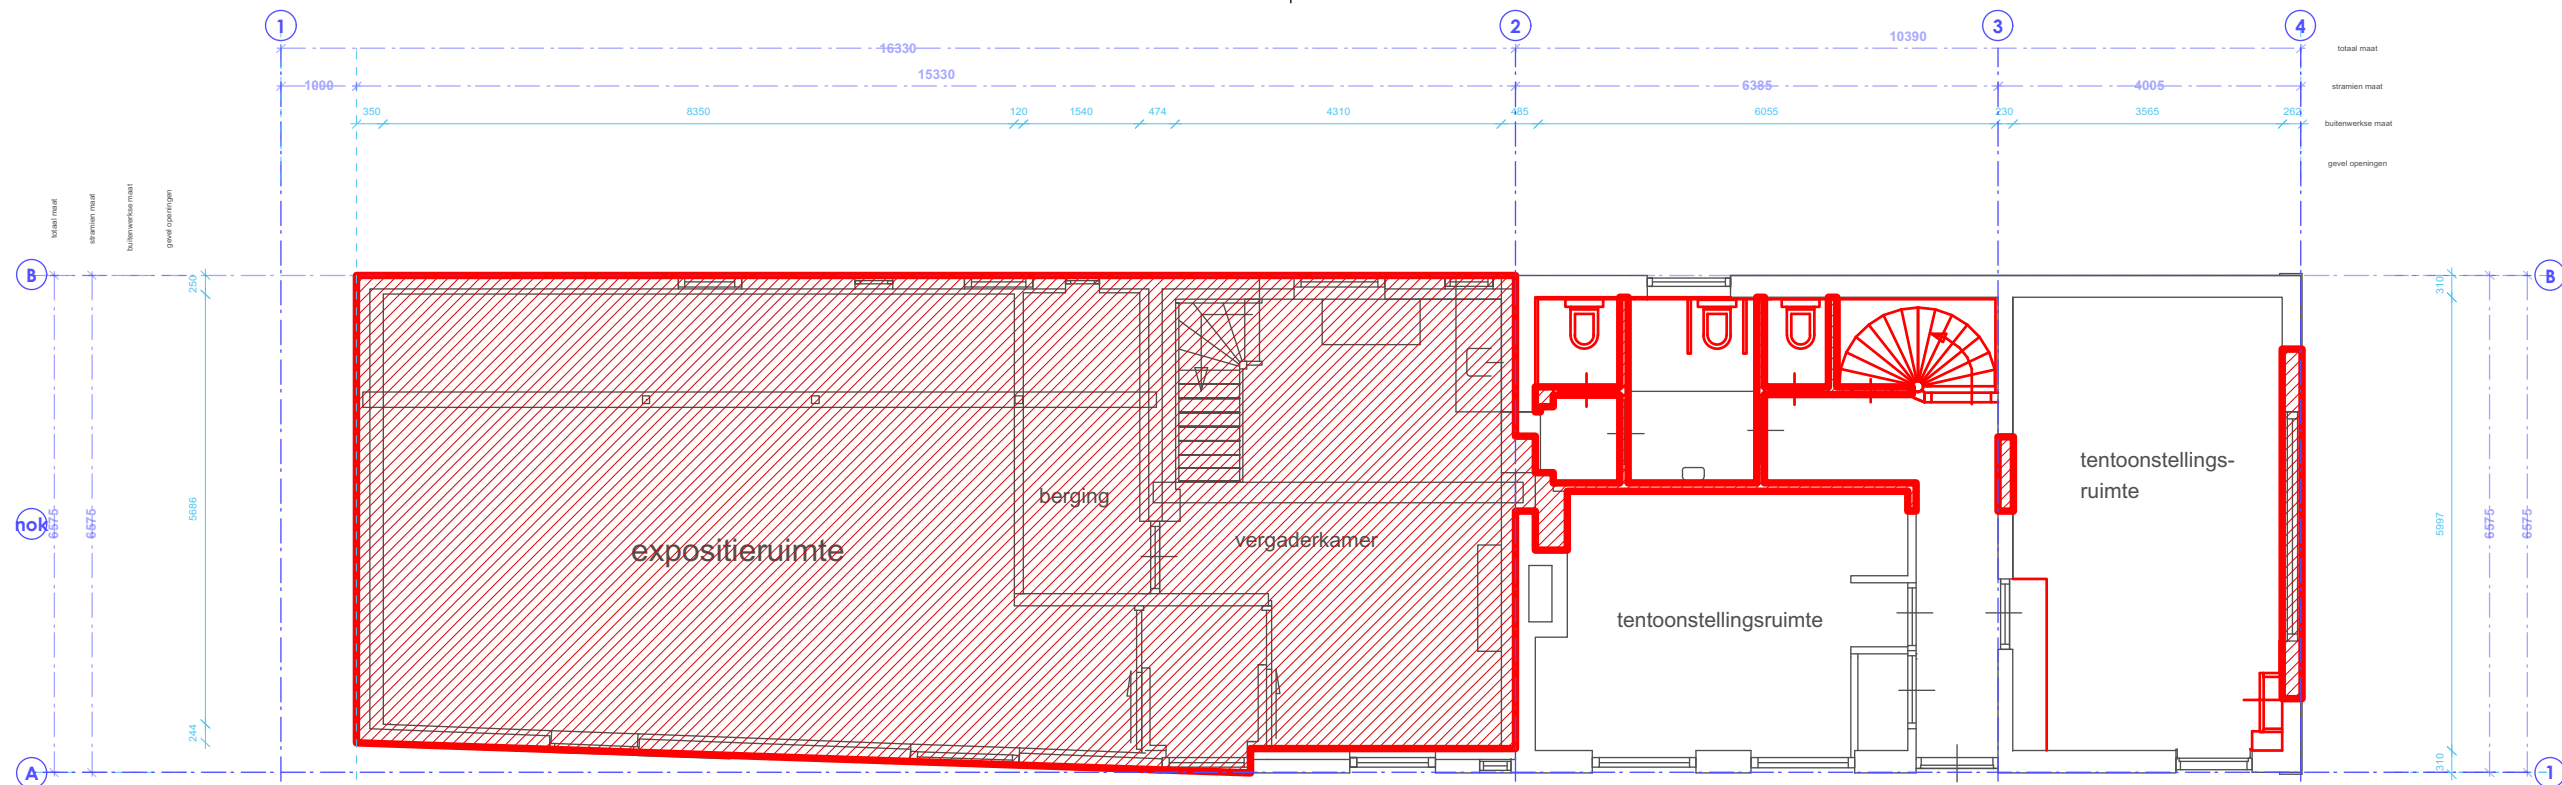 1
2
3
4
16330
10390
totaal maat
1000
15330
6385
4005
stramien maat
350
8350
120
1540
474
4310
485
6055
230
3565
262
buitenwerkse maat
gevel openingen
totaal maat
stramien maat
buitenwerkse maat
gevel openingen
B
250
310
B
nok
6575
6575
5686
244
A
expositieruimte
berging
vergaderkamer
tentoonstellingsruimte
tentoonstellings-
ruimte
5997
6575
6575
310
1